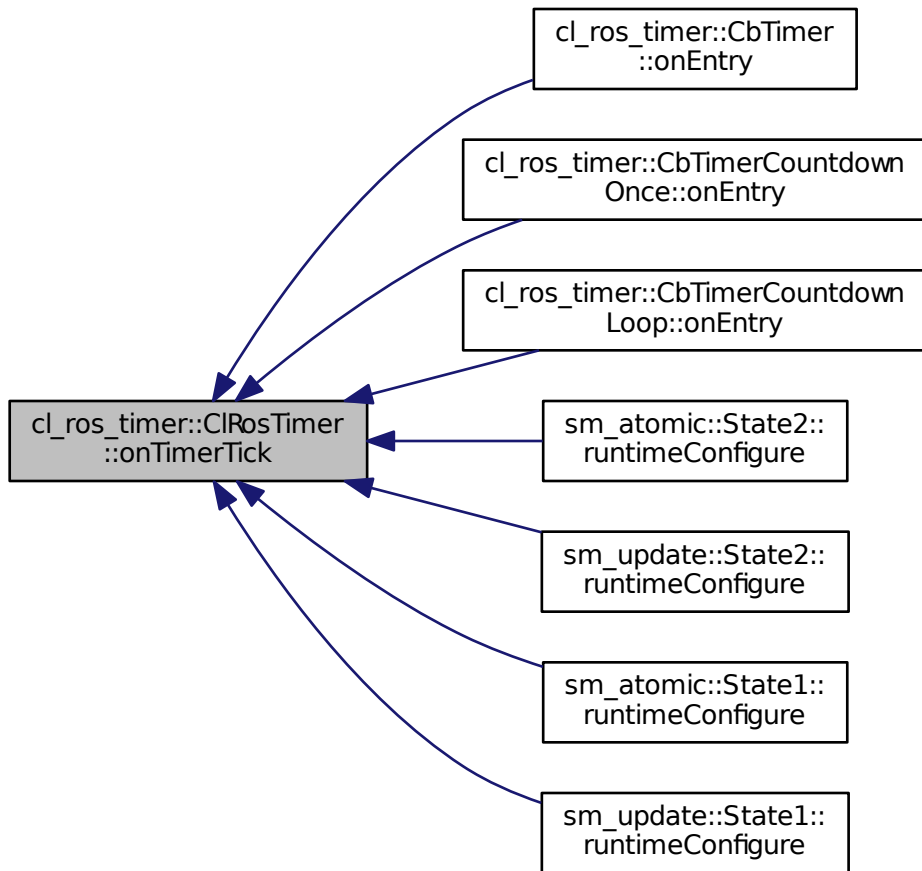 cl_ros_timer::CbTimer
::onEntry
cl_ros_timer::CbTimerCountdown
Once::onEntry
cl_ros_timer::CbTimerCountdown
Loop::onEntry
cl_ros_timer::ClRosTimer
::onTimerTick
sm_atomic::State2::
runtimeConfigure
sm_update::State2::
runtimeConfigure
sm_atomic::State1::
runtimeConfigure
sm_update::State1::
runtimeConfigure